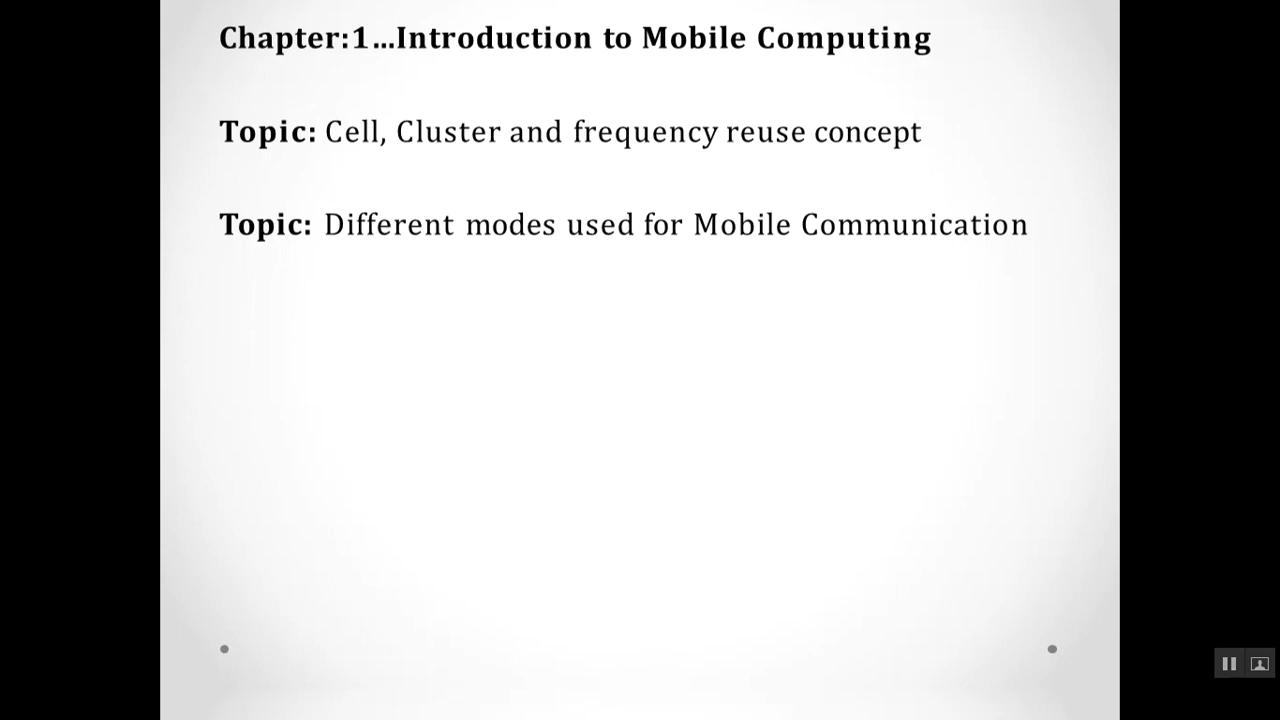 Chapter:1...Introduction to Mobile Computing
Topic: Cell, Cluster and frequency reuse concept
Topic: Different modes used for Mobile Communication